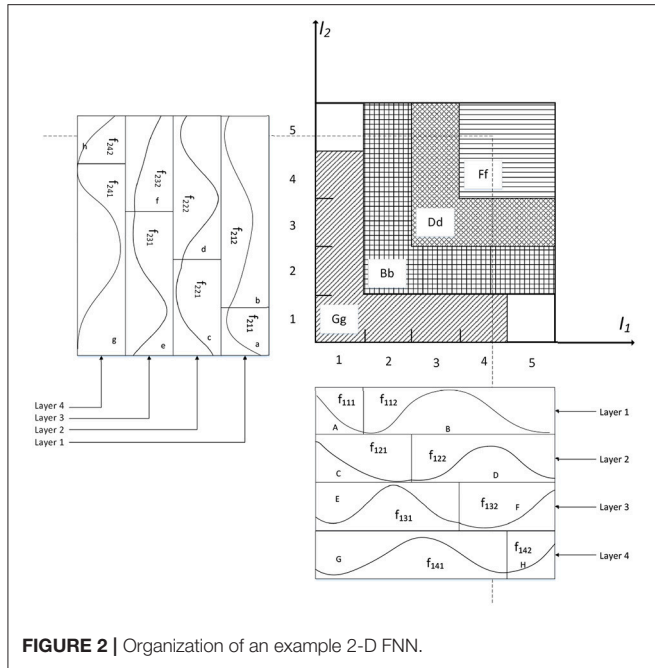 I2
5
4
3
2
1
Ff
Dd
Bb
Gg
I1
1 2 3 4 5
h f242
f241
g
f232
f
f231
e
f222
d
f221
c
f212
b
f211
a
Layer 4
Layer 3
Layer 2
Layer 1
f111 f112
A B
Layer 1
f121 f122
C D
Layer 2
E f132 F
f131
Layer 3
f142
G f141 H
Layer 4
FIGURE 2 | Organization of an example 2-D FNN.